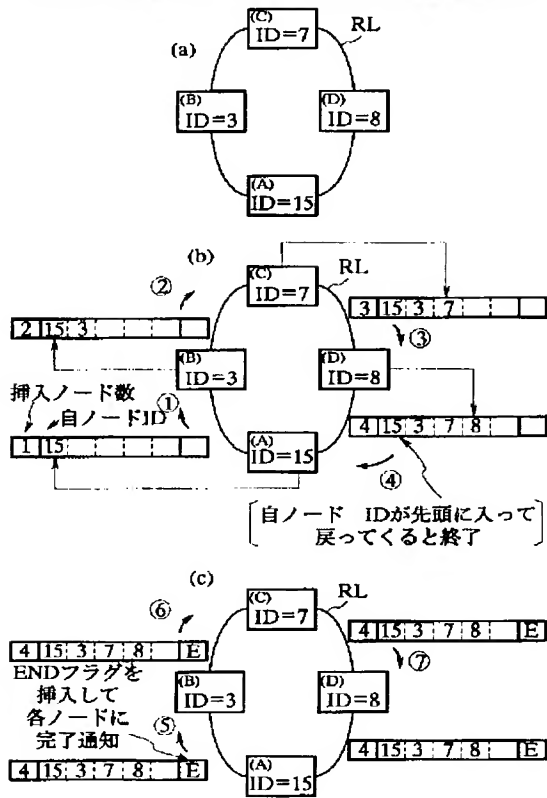 (a)
(C)
ID=7
RL
(B)
ID=3
(D)
ID=8
(A)
ID=15
(b)
(C)
ID=7
RL
②
2 15 3
3 15 3 7
③
(B)
ID=3
(D)
ID=8
挿入ノード数
自ノードID
①
1 15
4 15 3 7 8
(A)
ID=15
④
自ノード IDが先頭に入って
戻ってくると終了
(c)
(C)
ID=7
RL
⑥
4 15 3 7 8 E
4 15 3 7 8 E
⑦
(B)
ID=3
(D)
ID=8
ENDフラグを
挿入して
各ノードに
完了通知
⑤
4 15 3 7 8 E
4 15 3 7 8 E
(A)
ID=15